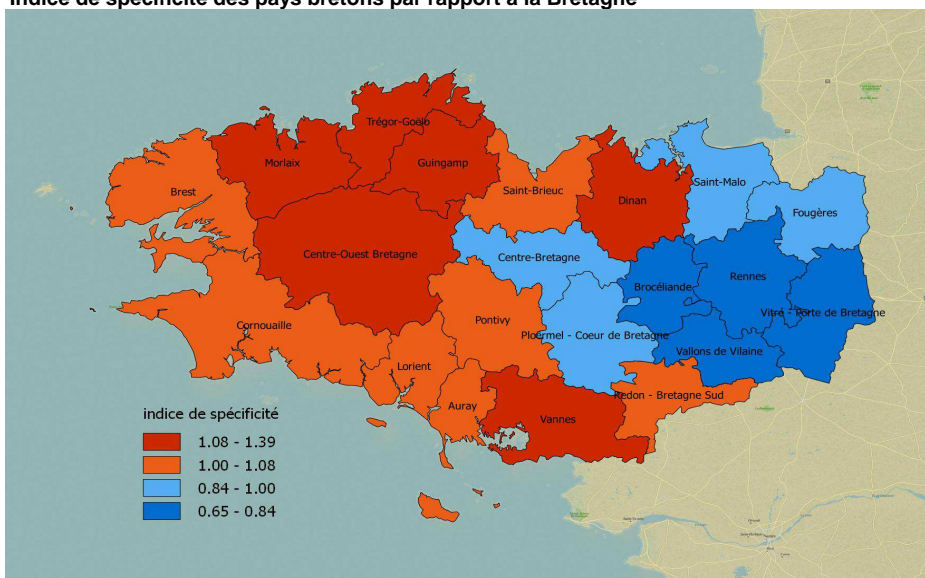 Indice de spécificité des pays bretons par rapport à la Bretagne
Trégor-Goëlo
Morlaix
Guingamp
Saint-Brieuc
Brest
Saint-Malo
Dinan
Fougères
Centre-Ouest Bretagne
Centre-Bretagne
Rennes
Brocéliande
Vitré - Porte de Bretagne
Pontivy
Cornouaille
Ploërmel - Coeur de Bretagne
Vallons de Vilaine
Lorient
Redon - Bretagne Sud
Auray
Vannes
indice de spécificité
1.08 - 1.39
1.00 - 1.08
0.84 - 1.00
0.65 - 0.84